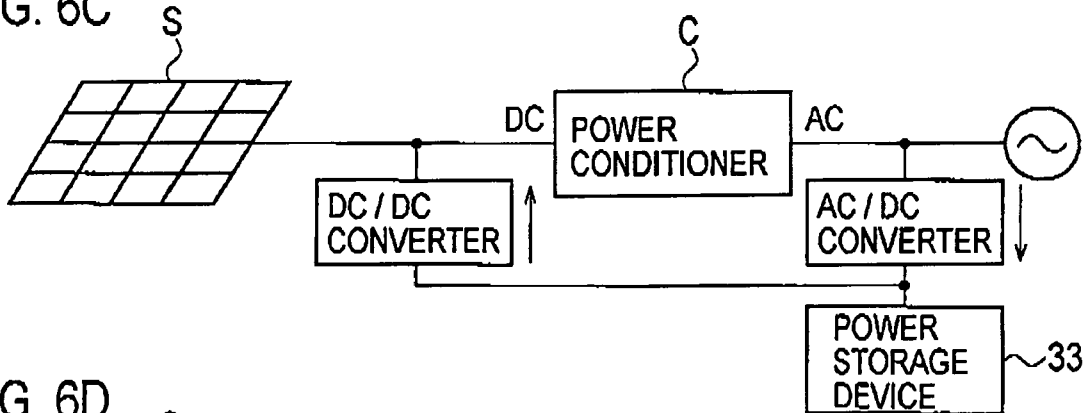 G. 6C
S
C
DC
POWER
CONDITIONER
AC
DC / DC
CONVERTER
AC / DC
CONVERTER
POWER
STORAGE
DEVICE
33
G. 6D